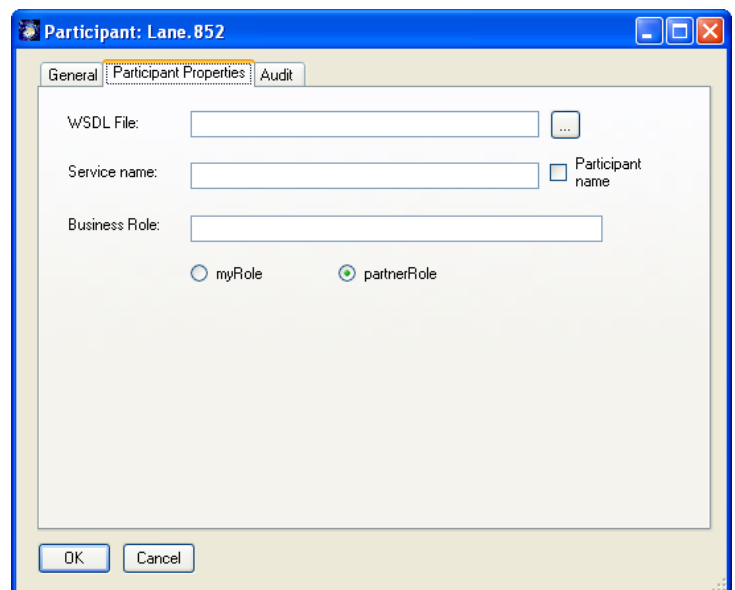 Participant: Lane.852
General Participant Properties Audit
WSDL File: ...
Service name: Participant name
Business Role:
myRole partnerRole
OK Cancel